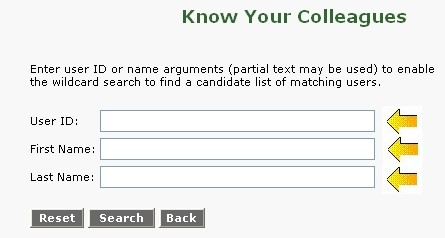 Know Your Colleagues
Enter user ID or name arguments (partial text may be used) to enable
the wildcard search to find a candidate list of matching users.
User ID:
First Name:
Last Name:
Reset Search Back